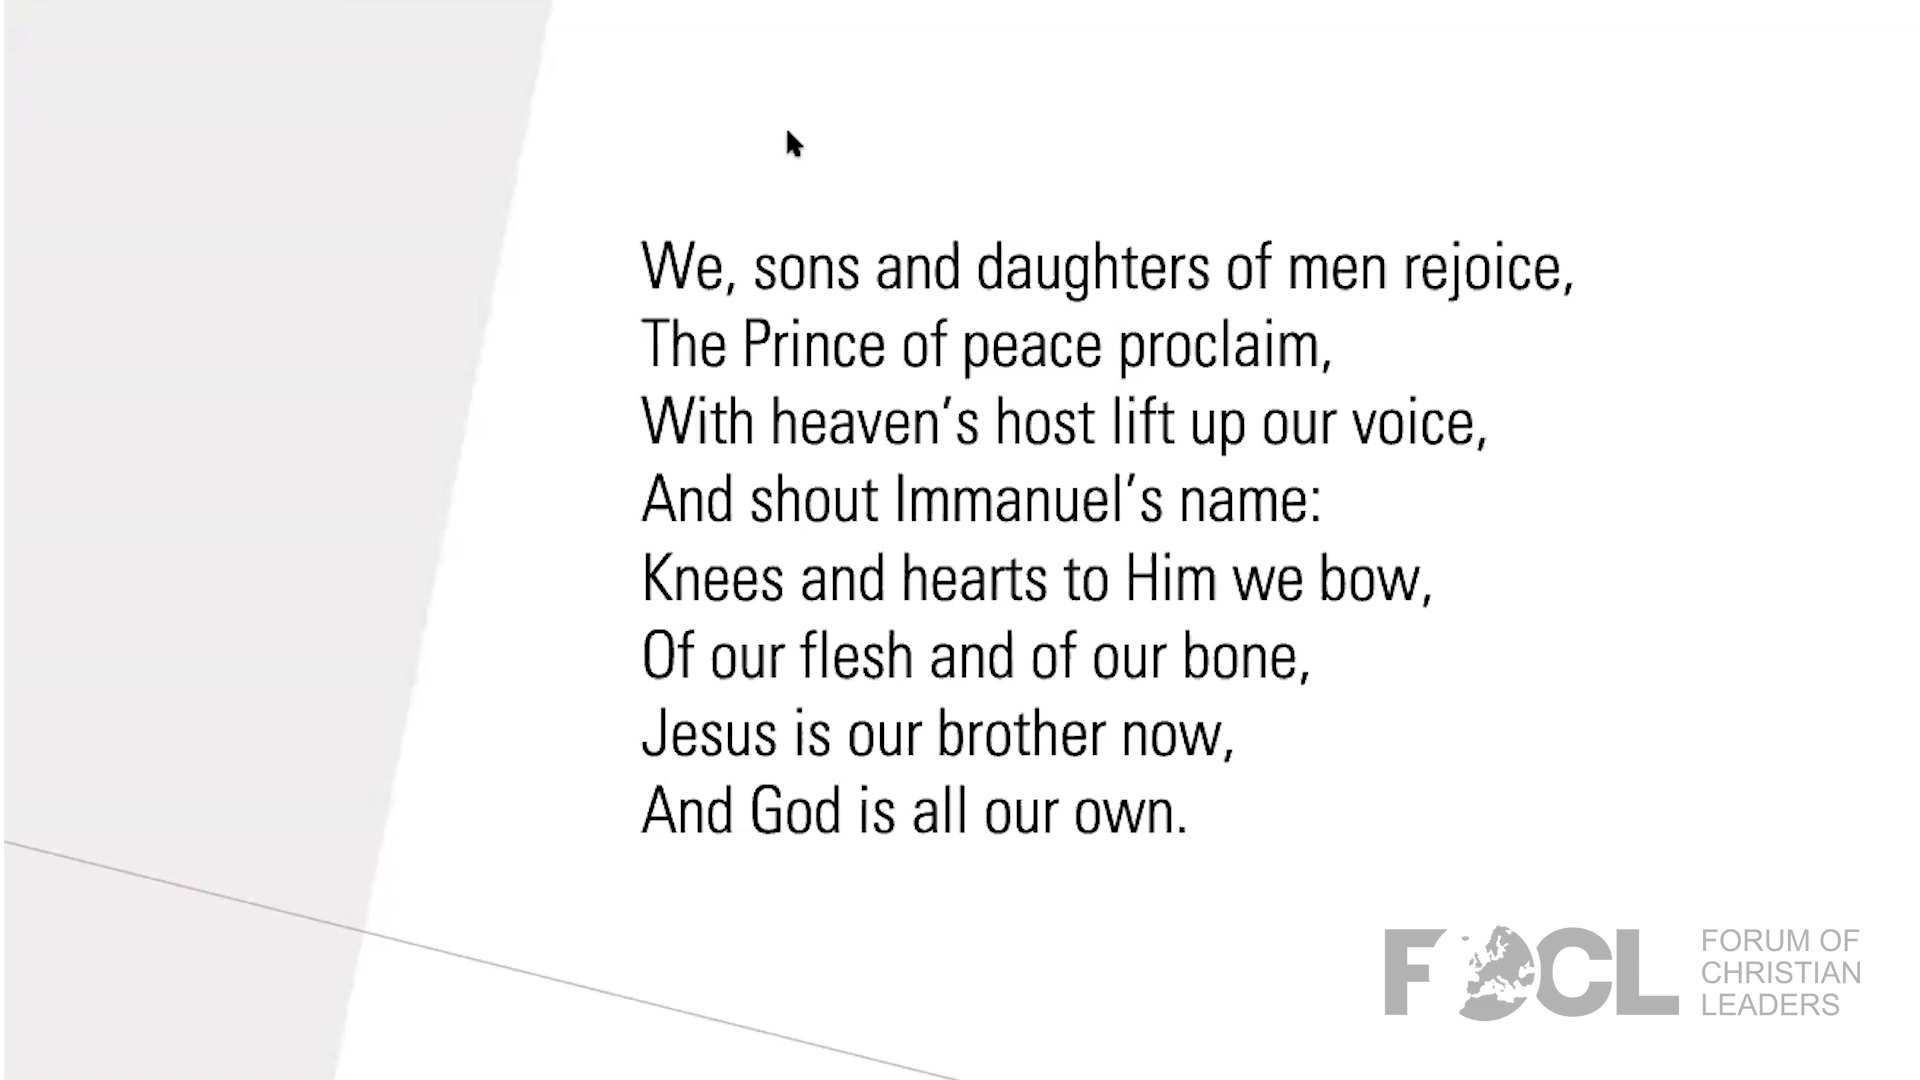 We, sons and daughters of men rejoice,
The Prince of peace proclaim,
With heaven’s host lift up our voice,
And shout Immanuel’s name:
Knees and hearts to Him we bow,
Of our flesh and of our bone,
Jesus is our brother now,
And God is all our own.
FOCL
FORUM OF
CHRISTIAN
LEADERS